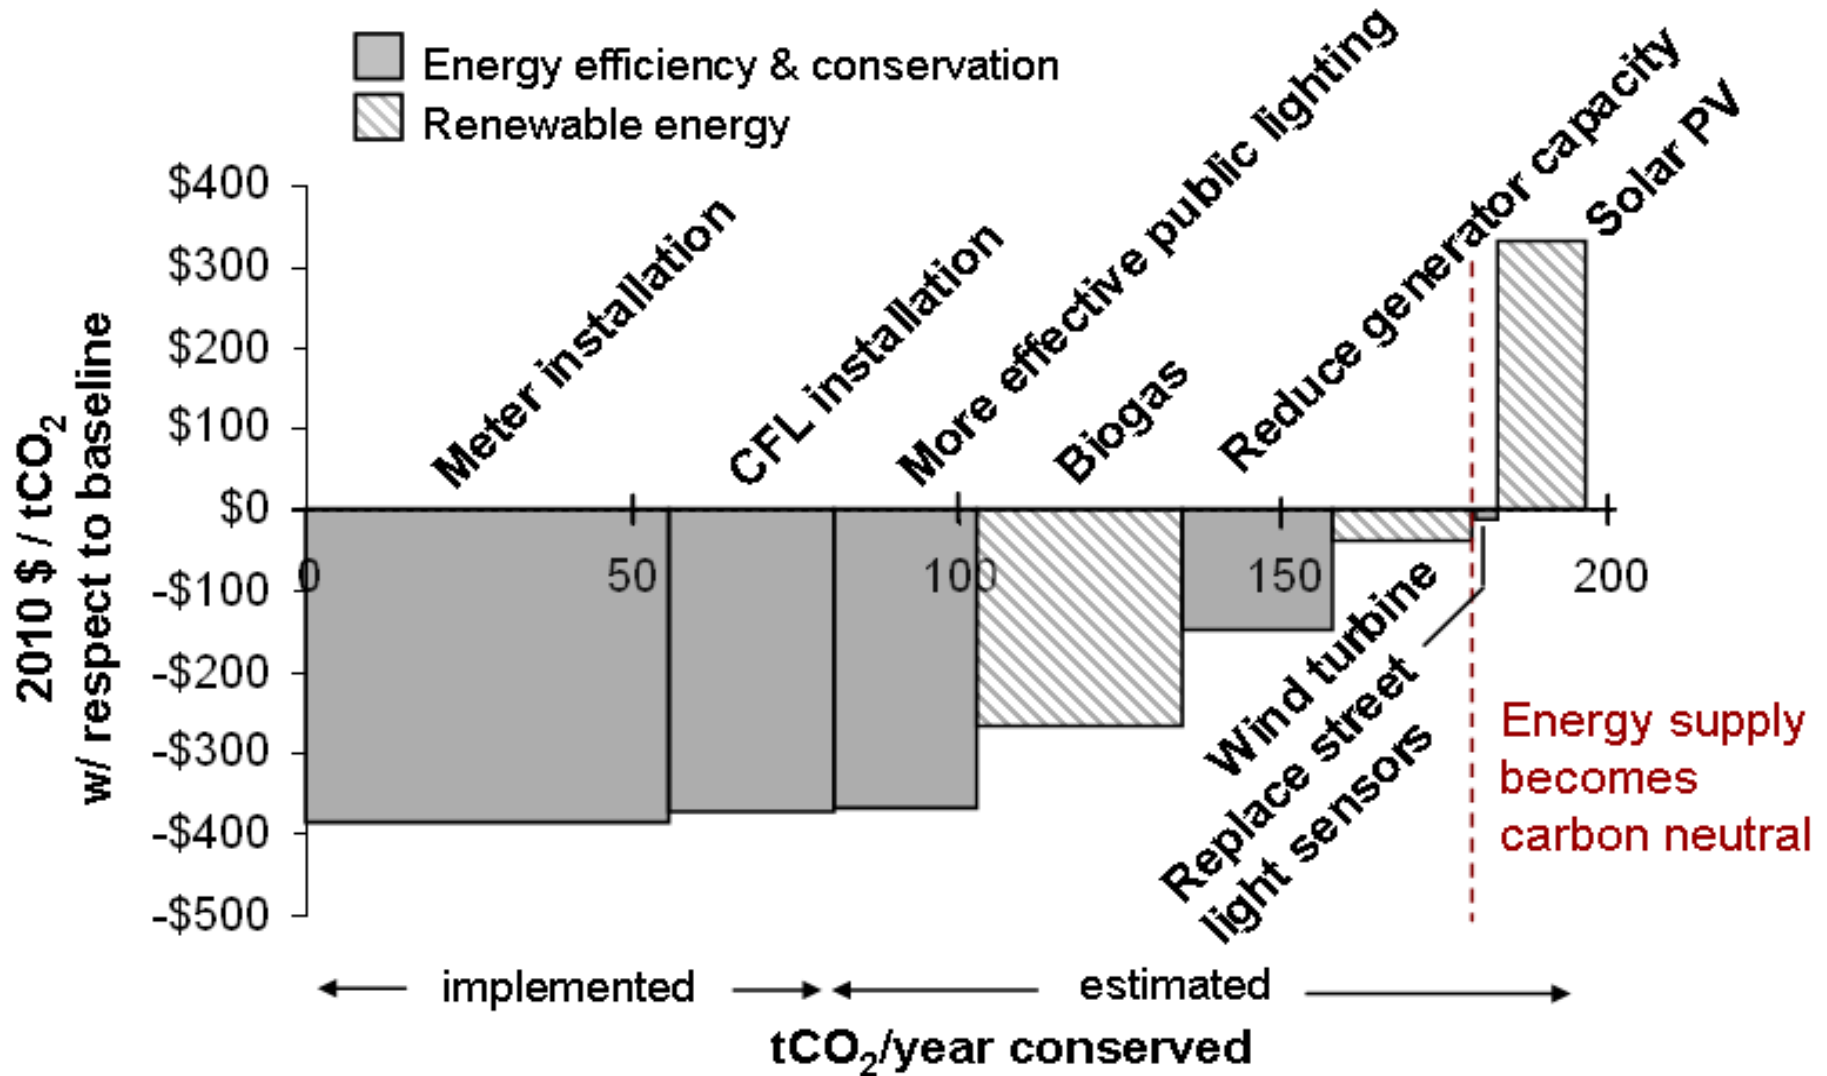 Energy efficiency & conservation
Renewable energy
2010 $ / tCO₂
w/ respect to baseline
$400
$300
$200
$100
$0
-$100
-$200
-$300
-$400
-$500
Meter installation
CFL installation
More effective public lighting
Biogas
Reduce generator capacity
Solar PV
0
50
100
150
200
Wind turbine
Replace street
light sensors
Energy supply
becomes
carbon neutral
implemented
estimated
tCO₂/year conserved